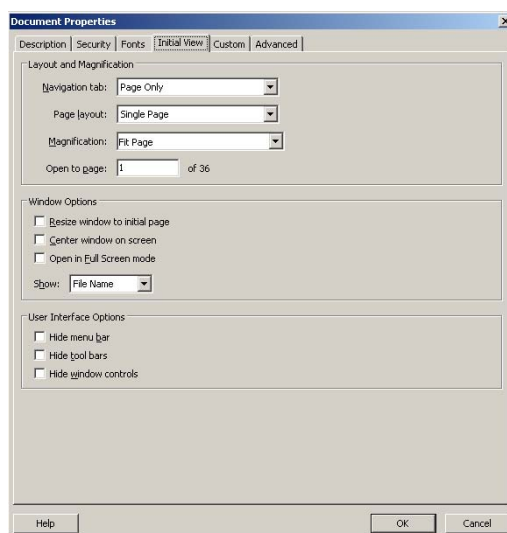 Document Properties
Description Security Fonts Initial View Custom Advanced
Layout and Magnification
Navigation tab: Page Only
Page layout: Single Page
Magnification: Fit Page
Open to page: 1 of 36
Window Options
Resize window to initial page
Center window on screen
Open in Full Screen mode
Show: File Name
User Interface Options
Hide menu bar
Hide tool bars
Hide window controls
Help OK Cancel